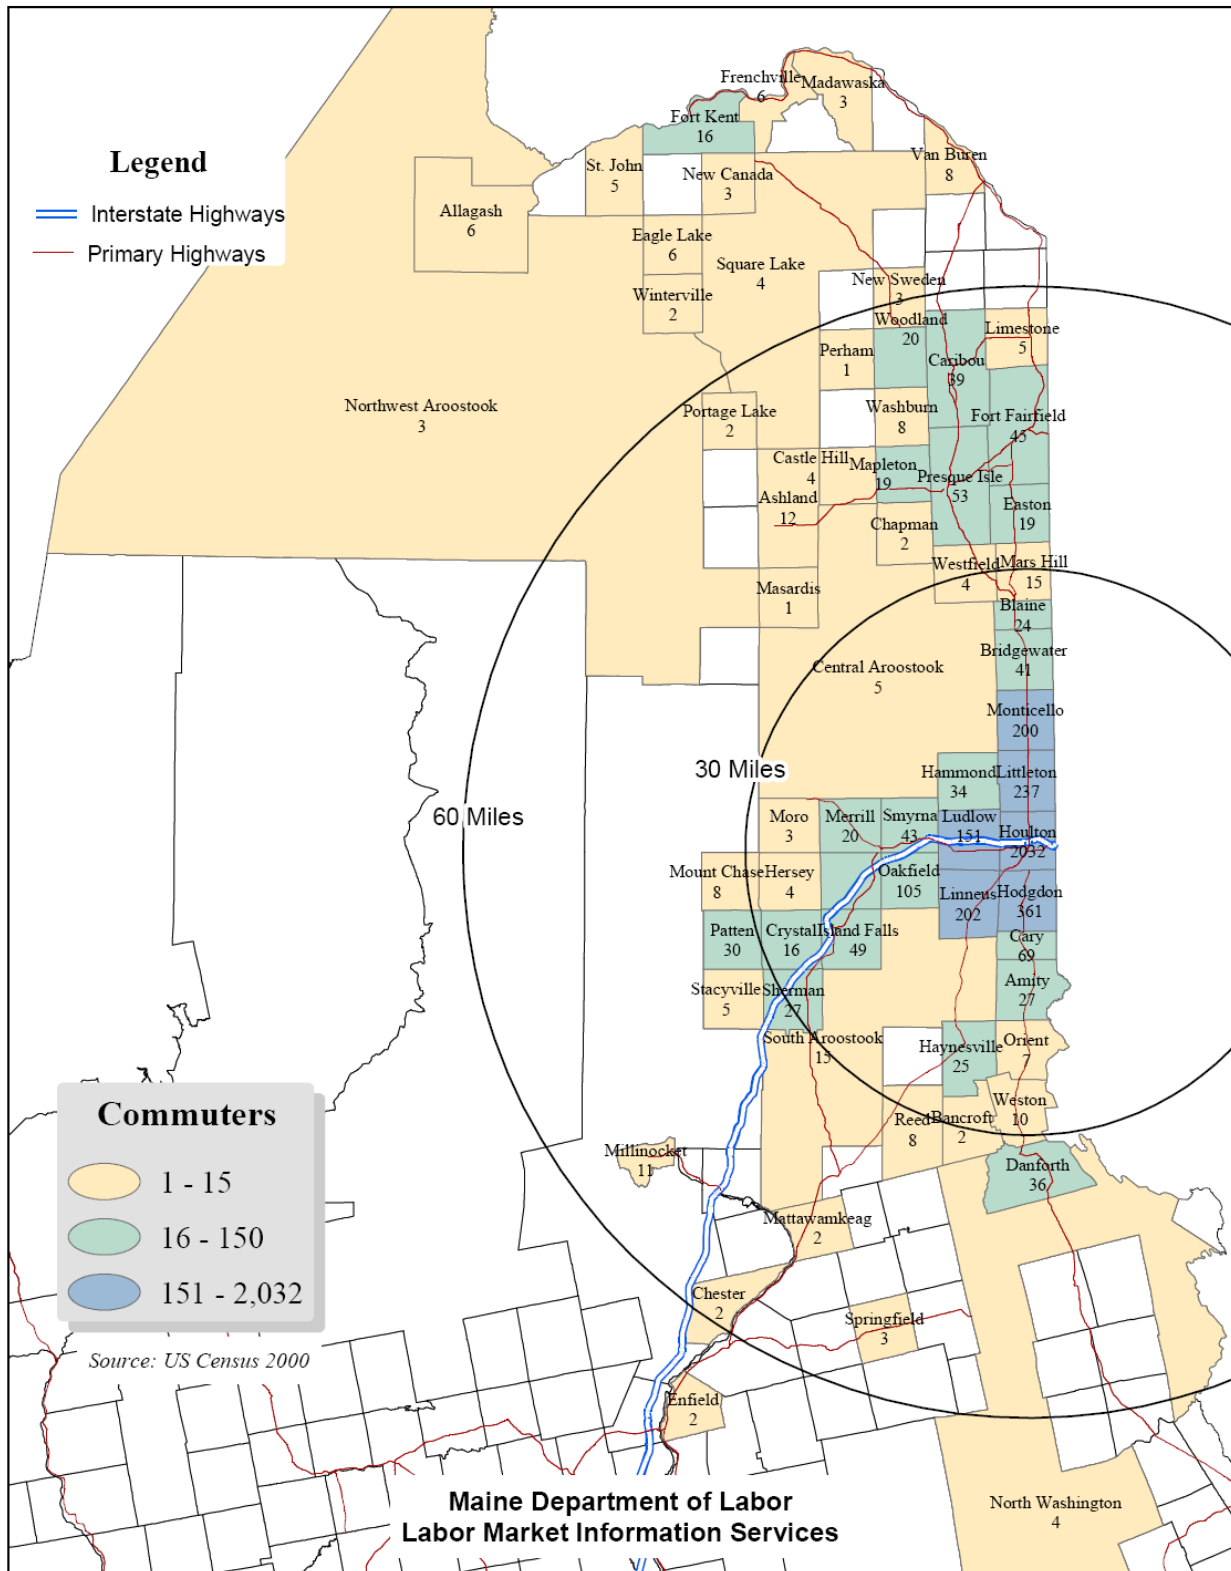 Frenchville
6
Madawaska
3
Fort Kent
16
Legend
St. John
5
New Canada
3
Van Buren
8
Interstate Highways
Primary Highways
Allagash
6
Eagle Lake
6
Square Lake
4
Winterville
2
New Sweden
3
Woodland
20
Limestone
5
Perham
1
Caribou
39
Northwest Aroostook
3
Portage Lake
2
Washburn
8
Fort Fairfield
45
Castle Hill
4
Mapleton
19
Presque Isle
53
Ashland
12
Easton
19
Chapman
2
Westfield
4
Mars Hill
15
Masardis
1
Blaine
24
Bridgewater
41
Central Aroostook
5
Monticello
200
30 Miles
Hammond
34
Littleton
237
60 Miles
Moro
3
Merrill
20
Smyrna
43
Ludlow
151
Houlton
2032
Mount Chase
8
Hersey
4
Oakfield
105
Linneus
202
Hodgdon
361
Patten
30
Crystal
16
Island Falls
49
Cary
69
Stacyville
5
Sherman
27
Amity
27
South Aroostook
15
Haynesville
25
Orient
7
Weston
10
Reed
8
Bancroft
2
Commuters
1 - 15
16 - 150
151 - 2,032
Millinocket
11
Danforth
36
Mattawamkeag
2
Chester
2
Springfield
3
Source: US Census 2000
Enfield
2
Maine Department of Labor
Labor Market Information Services
North Washington
4